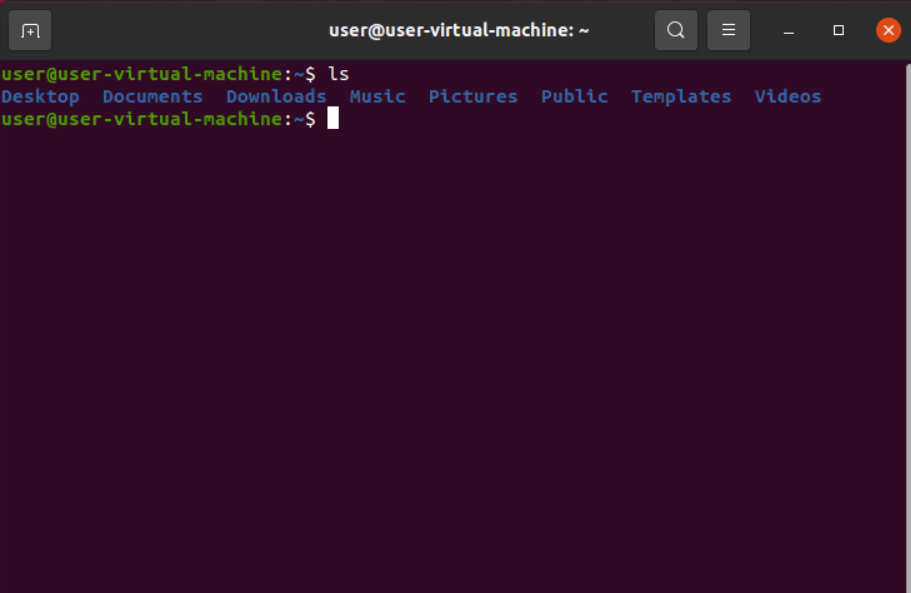 user@user-virtual-machine: ~
user@user-virtual-machine:~$ ls
Desktop  Documents  Downloads  Music  Pictures  Public  Templates  Videos
user@user-virtual-machine:~$